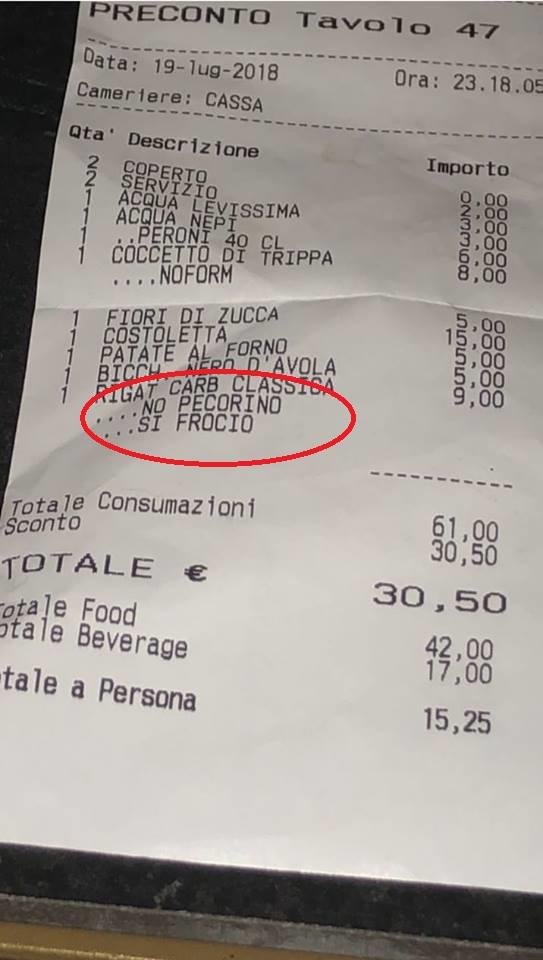 PRECONTO Tavolo 47
Data: 19-lug-2018 Ora: 23.18.05
Cameriere: CASSA
Qta' Descrizione Importo
2 COPERTO 0,00
2 SERVIZIO 2,00
1 ACQUA LEVISSIMA 3,00
1 ACQUA NEPI 3,00
1 ..PERONI 40 CL 6,00
1 COCCETTO DI TRIPPA 8,00
....NOFORM
1 FIORI DI ZUCCA 5,00
1 COSTOLETTA 15,00
1 PATATE AL FORNO 5,00
1 BICCH. NERO D'AVOLA 5,00
1 RIGAT CARB CLASSICA 9,00
....NO PECORINO
...SI FROCIO
Totale Consumazioni 61,00
Sconto 30,50
TOTALE € 30,50
otale Food 42,00
otale Beverage 17,00
tale a Persona 15,25